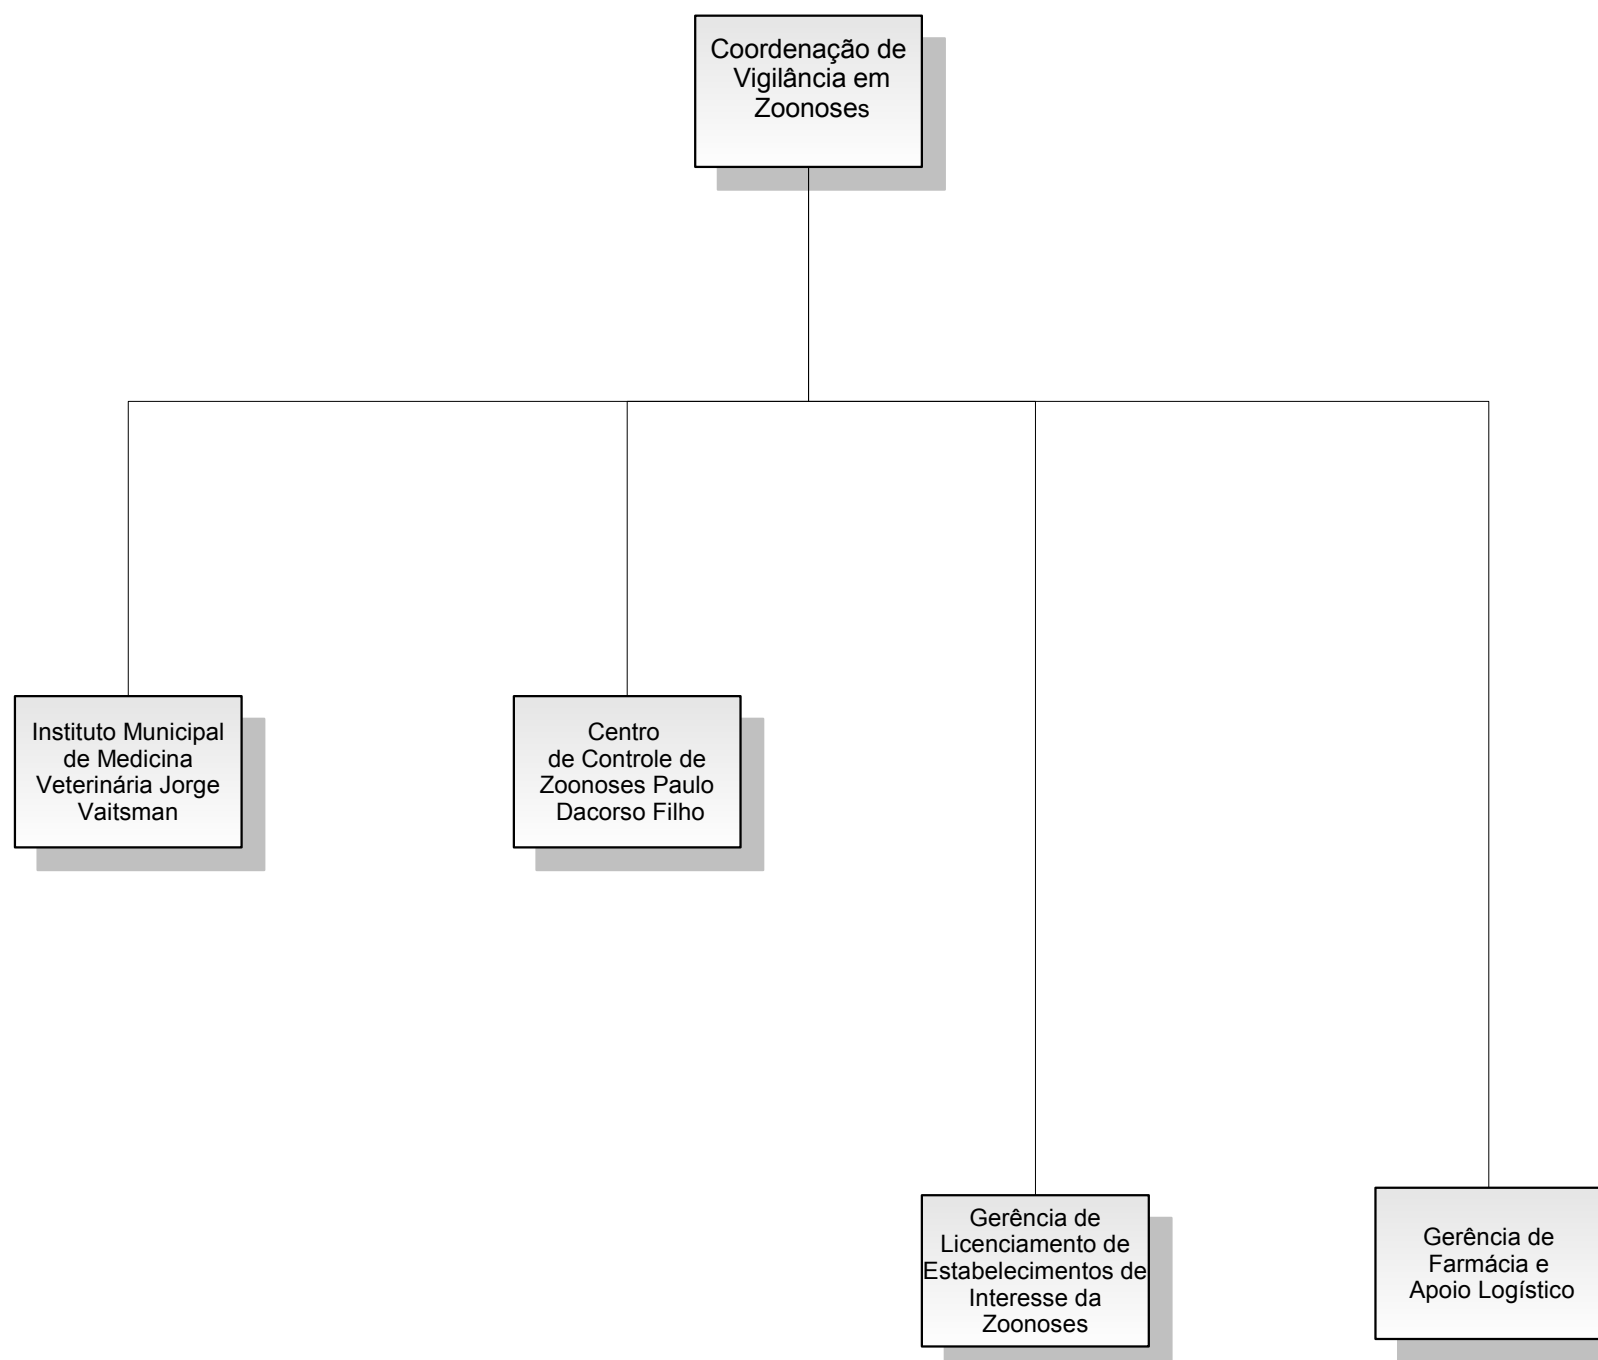 Coordenação de
Vigilância em
Zoonoses
Instituto Municipal
de Medicina
Veterinária Jorge
Vaitsman
Centro
de Controle de
Zoonoses Paulo
Dacorso Filho
Gerência de
Licenciamento de
Estabelecimentos de
Interesse da
Zoonoses
Gerência de
Farmácia e
Apoio Logístico